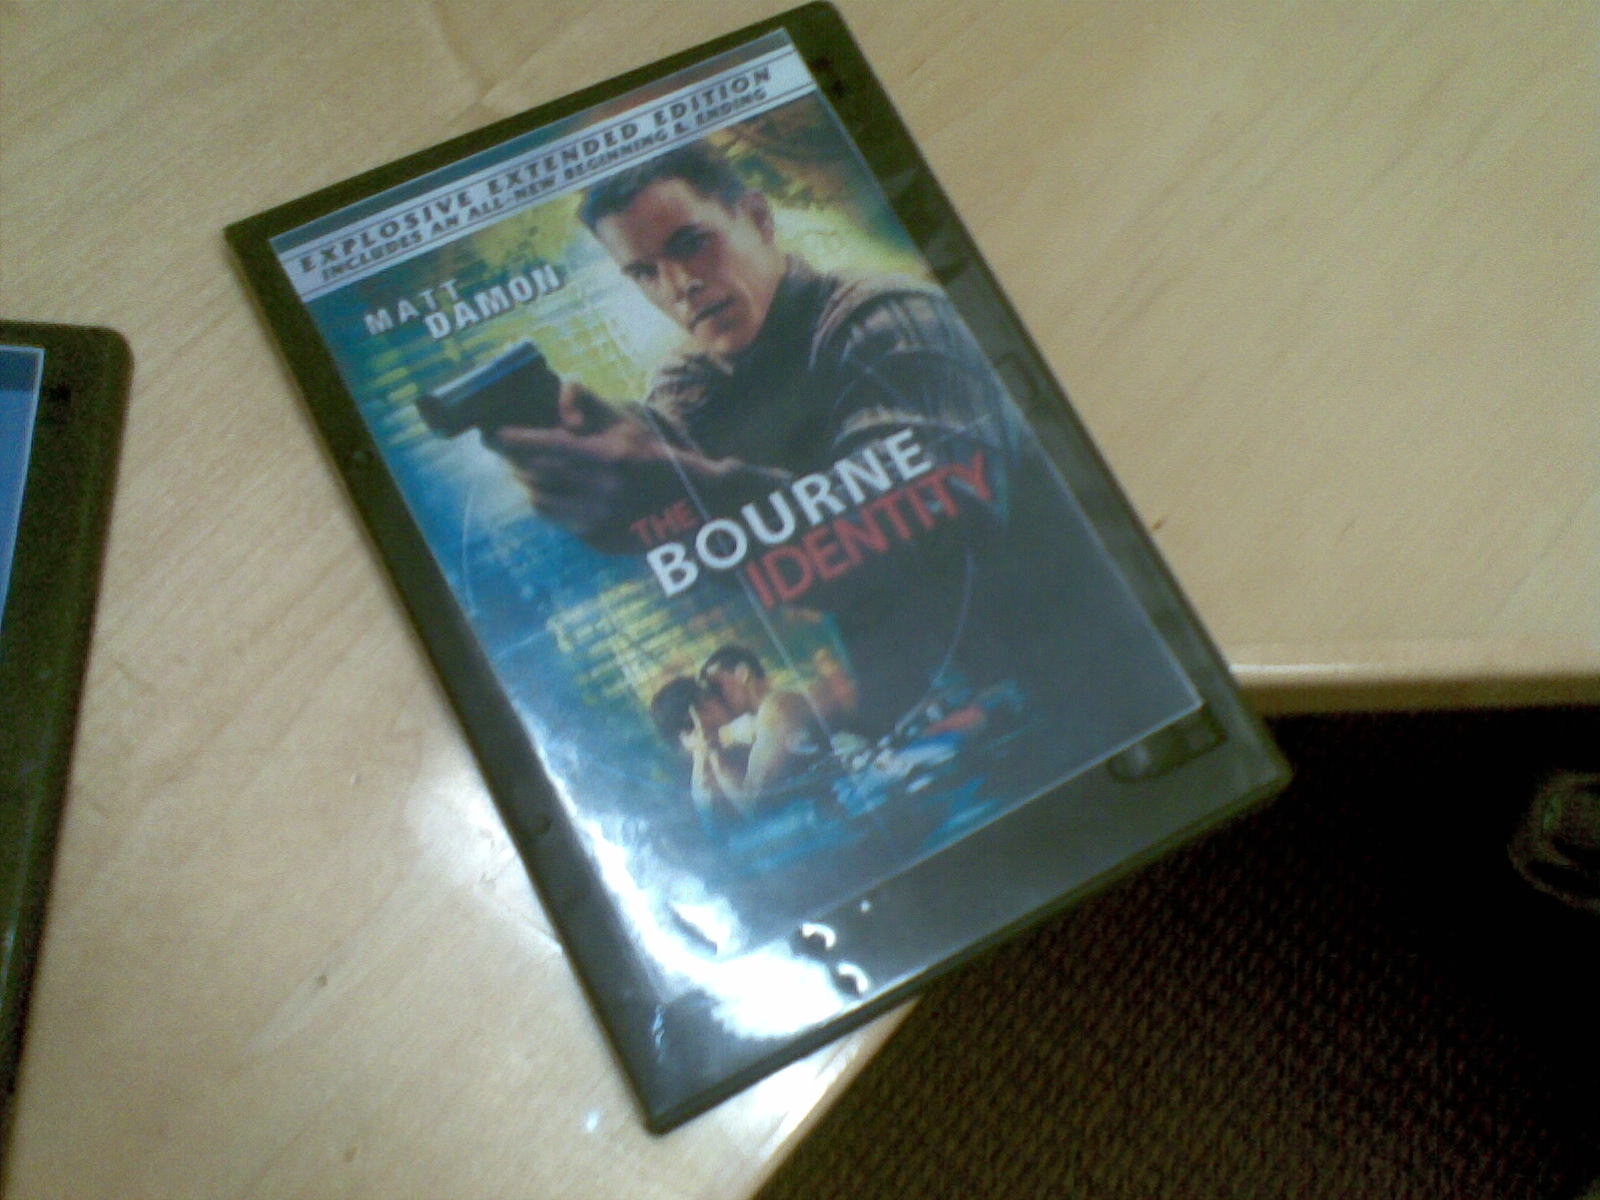 EXPLOSIVE EXTENDED EDITION
INCLUDES AN ALL-NEW BEGINNING & ENDING
MATT
DAMON
THE
BOURNE
IDENTITY